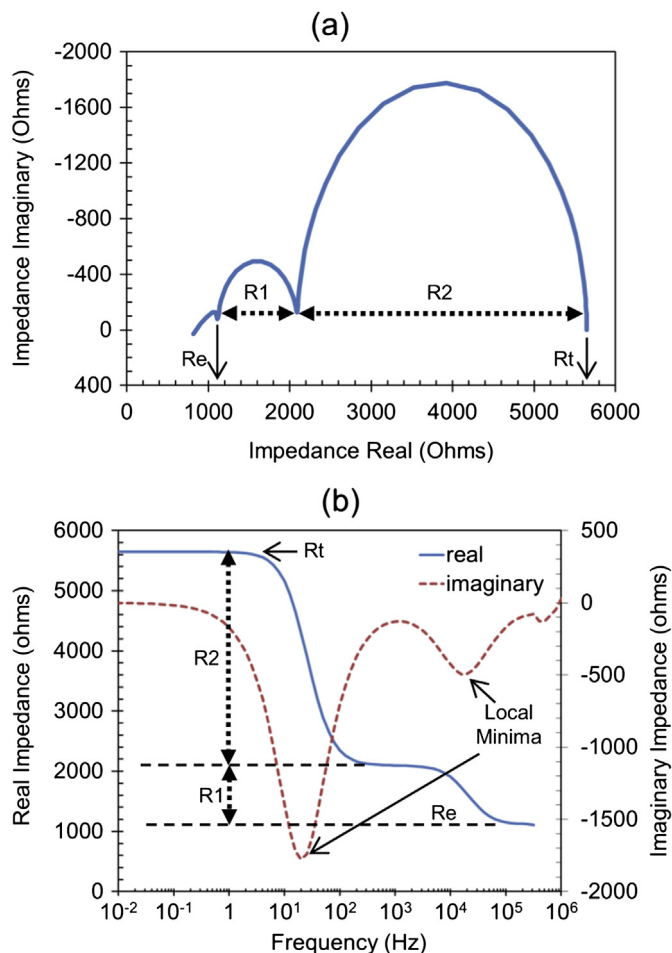 (a)
-2000
-1600
-1200
-800
-400
0
400
Impedance Imaginary (Ohms)
R1
R2
Re
Rt
0 1000 2000 3000 4000 5000 6000
Impedance Real (Ohms)
(b)
6000
5000
4000
3000
2000
1000
0
Real Impedance (ohms)
500
0
-500
-1000
-1500
-2000
Imaginary Impedance (ohms)
Rt
real
imaginary
R2
Local
Minima
R1
Re
10-2 10-1 1 101 102 103 104 105 106
Frequency (Hz)